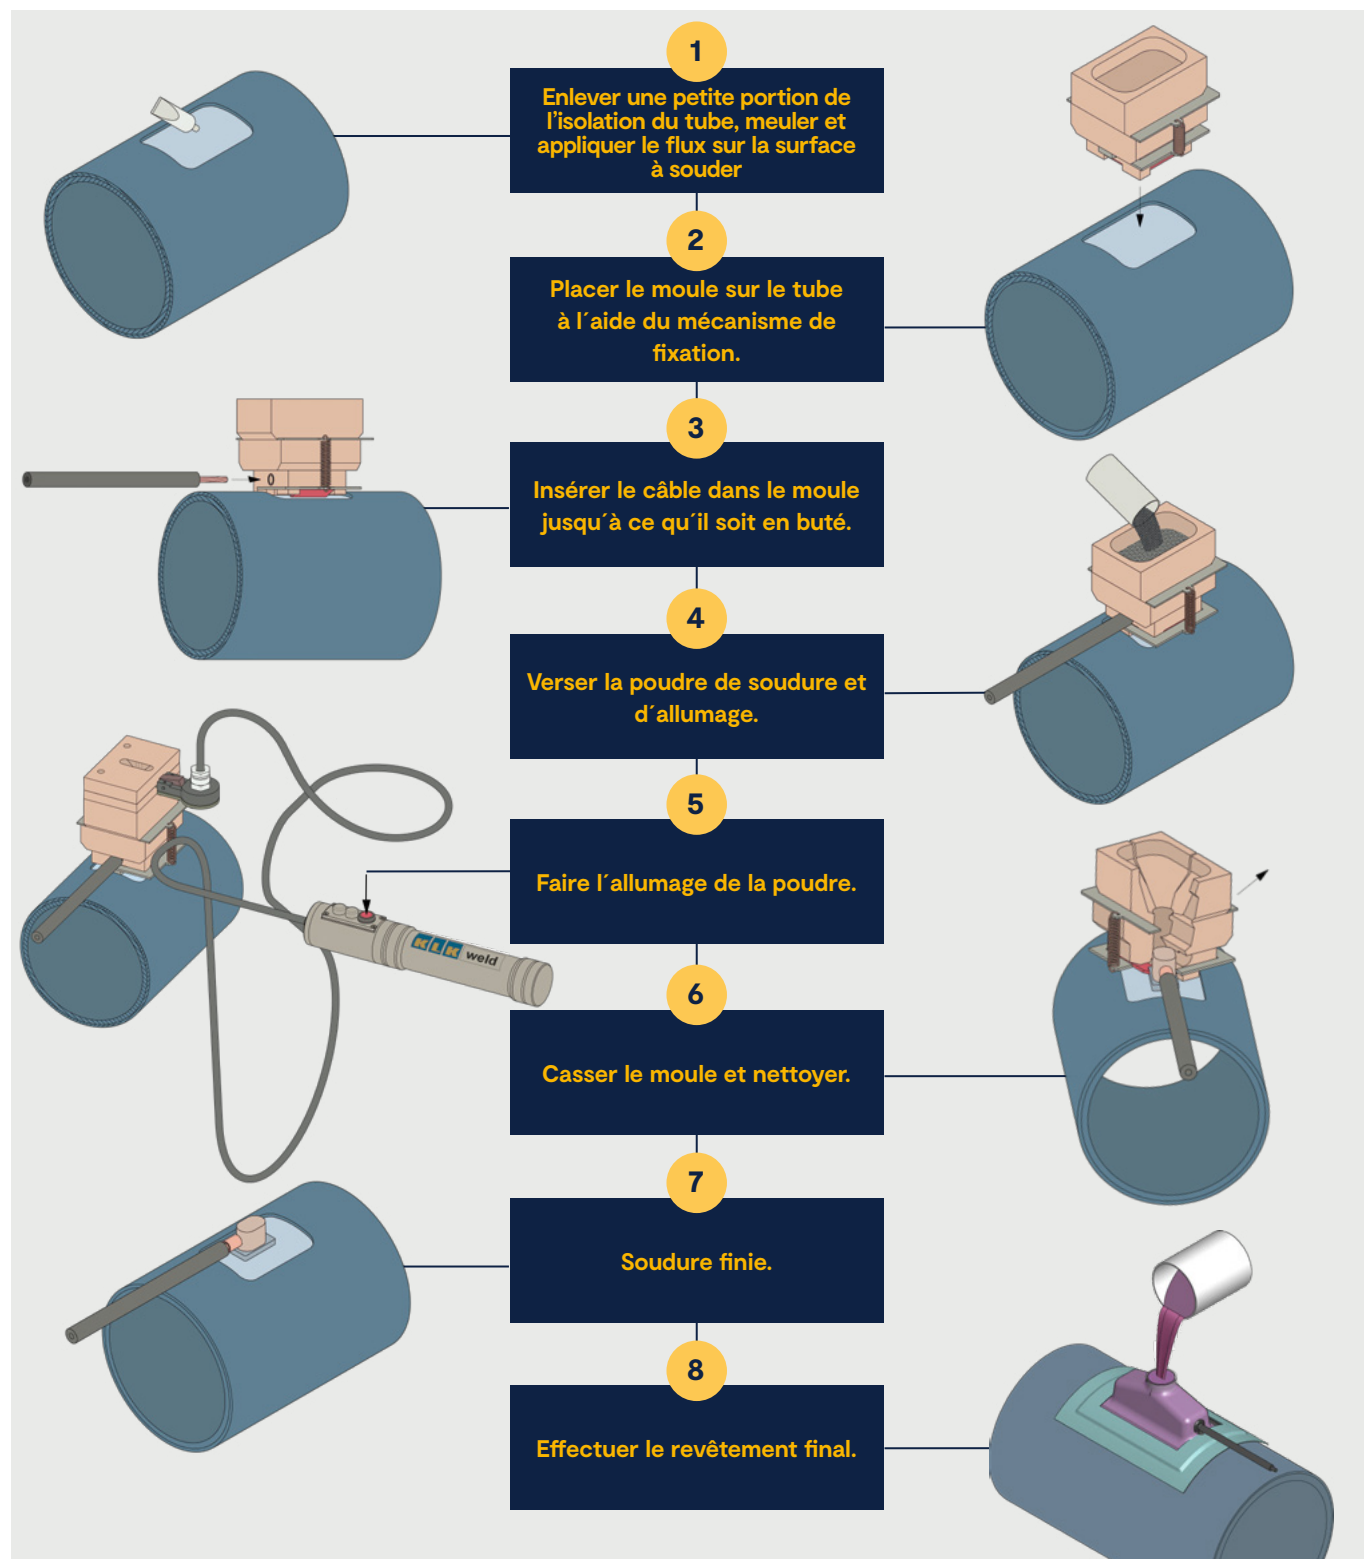 1
Enlever une petite portion de
l’isolation du tube, meuler et
appliquer le flux sur la surface
à souder
2
Placer le moule sur le tube
à l´aide du mécanisme de
fixation.
3
Insérer le câble dans le moule
jusqu´à ce qu´il soit en buté.
4
Verser la poudre de soudure et
d´allumage.
5
Faire l´allumage de la poudre.
KLK weld
6
Casser le moule et nettoyer.
7
Soudure finie.
8
Effectuer le revêtement final.